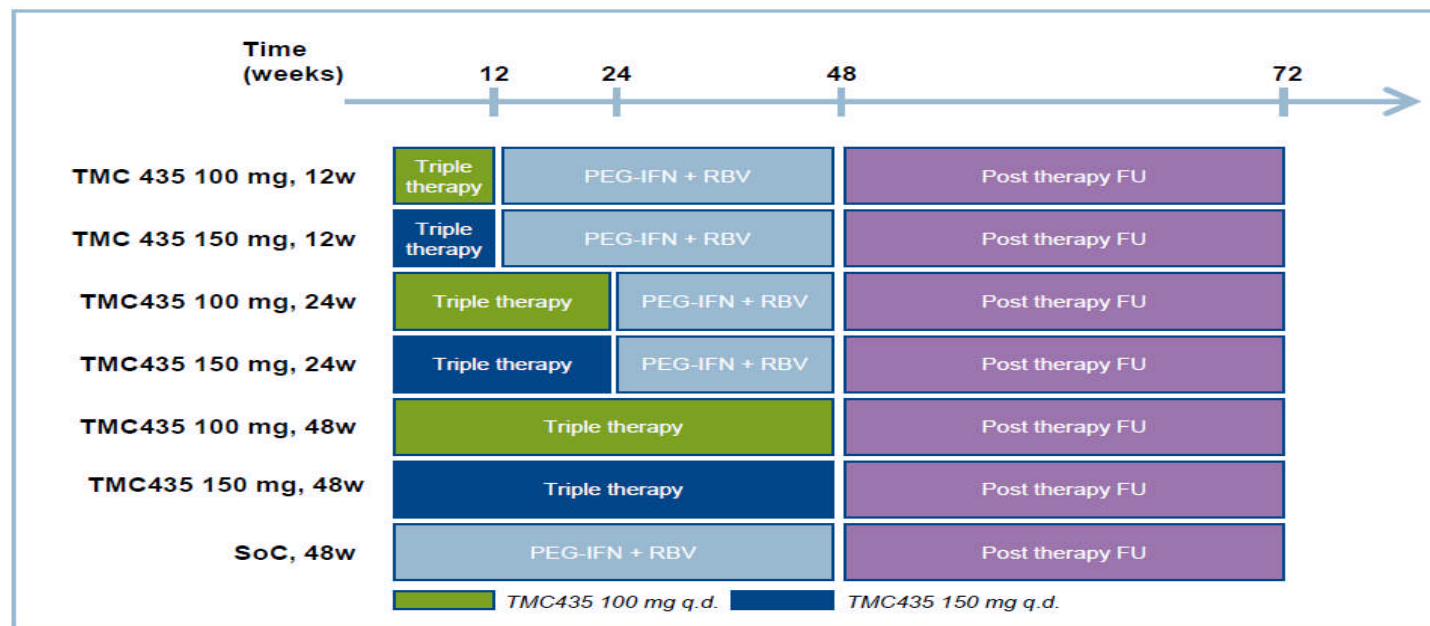 Time
(weeks) 12 24 48 72
TMC 435 100 mg, 12w Triple therapy PEG-IFN + RBV Post therapy FU
TMC 435 150 mg, 12w Triple therapy PEG-IFN + RBV Post therapy FU
TMC435 100 mg, 24w Triple therapy PEG-IFN + RBV Post therapy FU
TMC435 150 mg, 24w Triple therapy PEG-IFN + RBV Post therapy FU
TMC435 100 mg, 48w Triple therapy Post therapy FU
TMC435 150 mg, 48w Triple therapy Post therapy FU
SoC, 48w PEG-IFN + RBV Post therapy FU
TMC435 100 mg q.d. TMC435 150 mg q.d.